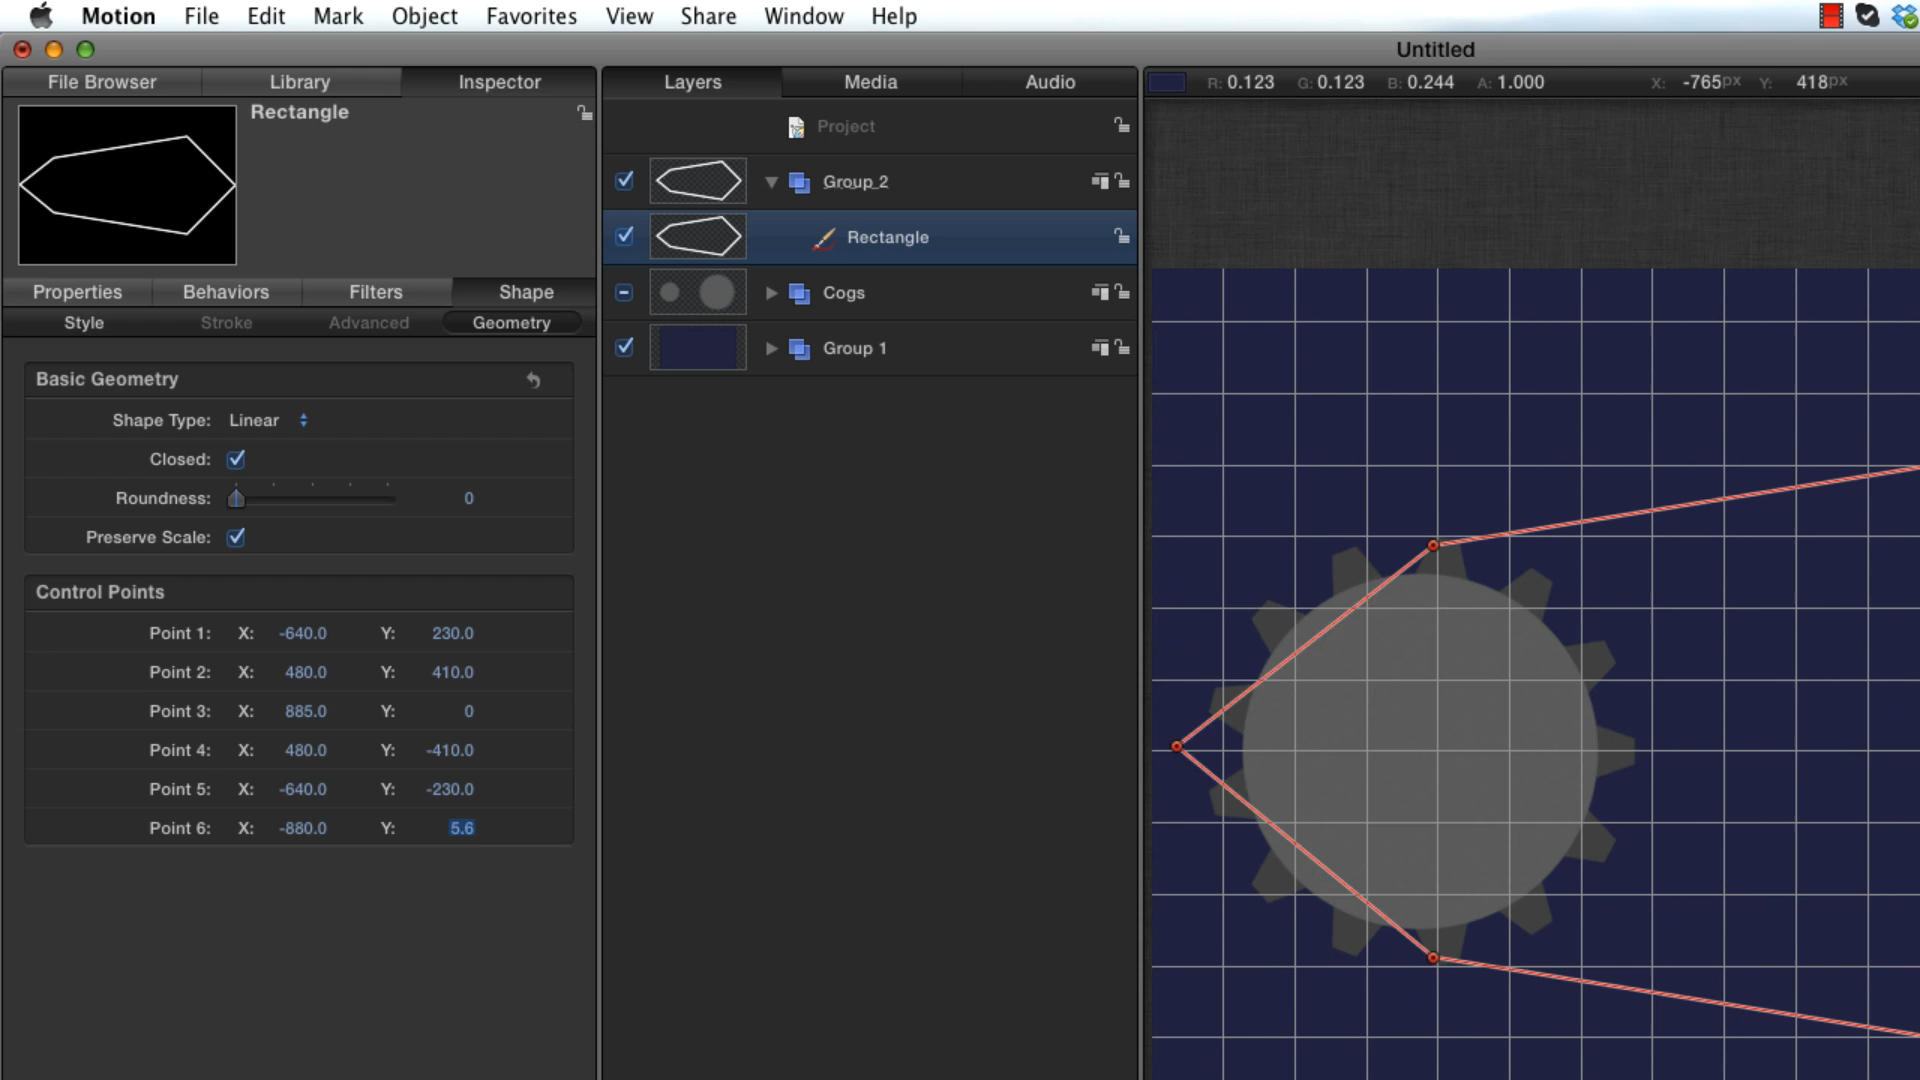 Motion File Edit Mark Object Favorites View Share Window Help
Untitled
File Browser Library Inspector
Layers Media Audio
R: 0.123 G: 0.123 B: 0.244 A: 1.000 X: -765px Y: 418px
Rectangle
Project
Group 2
Rectangle
Cogs
Group 1
Properties Behaviors Filters Shape
Style Stroke Advanced Geometry
Basic Geometry
Shape Type: Linear
Closed:
Roundness: 0
Preserve Scale:
Control Points
Point 1: X: -640.0 Y: 230.0
Point 2: X: 480.0 Y: 410.0
Point 3: X: 885.0 Y: 0
Point 4: X: 480.0 Y: -410.0
Point 5: X: -640.0 Y: -230.0
Point 6: X: -880.0 Y: 5.6